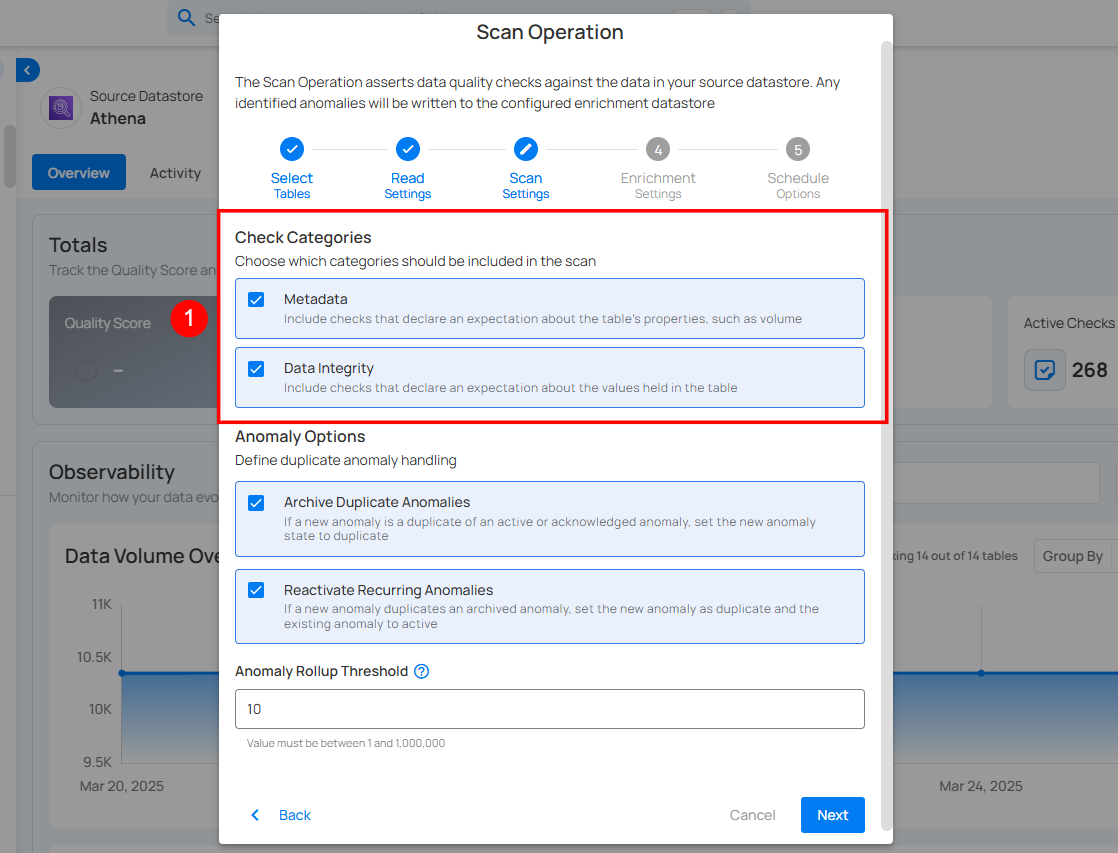 Se
Scan Operation
The Scan Operation asserts data quality checks against the data in your source datastore. Any
identified anomalies will be written to the configured enrichment datastore
Source Datastore
Athena
Overview
Activity
Select
Tables
Read
Settings
Scan
Settings
4
Enrichment
Settings
5
Schedule
Options
Totals
Track the Quality Score an
Quality Score
–
1
Check Categories
Choose which categories should be included in the scan
Metadata
Include checks that declare an expectation about the table's properties, such as volume
Data Integrity
Include checks that declare an expectation about the values held in the table
Active Checks
268
Anomaly Options
Define duplicate anomaly handling
Archive Duplicate Anomalies
If a new anomaly is a duplicate of an active or acknowledged anomaly, set the new anomaly
state to duplicate
Reactivate Recurring Anomalies
If a new anomaly duplicates an archived anomaly, set the new anomaly as duplicate and the
existing anomaly to active
Anomaly Rollup Threshold
?
10
Value must be between 1 and 1,000,000
Back
Cancel
Next
Observability
Monitor how your data evo
Data Volume Ove
king 14 out of 14 tables
Group By
11K
10.5K
10K
9.5K
Mar 20, 2025
Mar 24, 2025